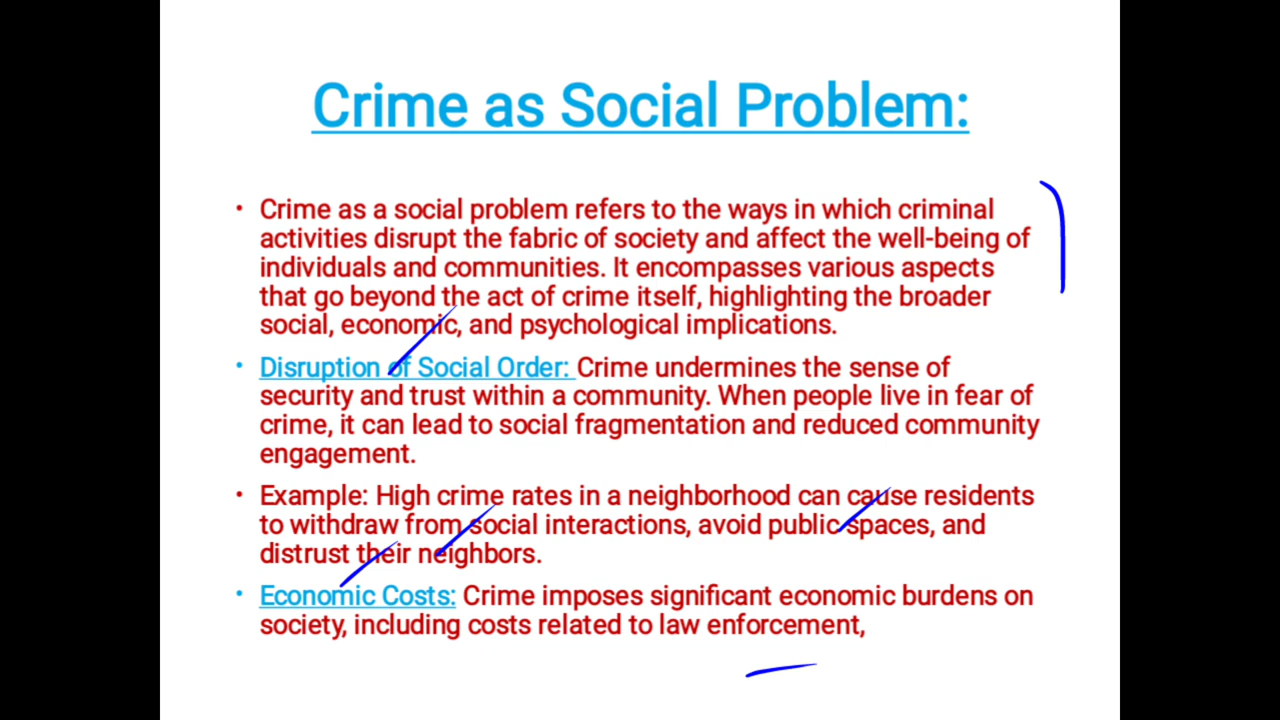 Crime as Social Problem:
• Crime as a social problem refers to the ways in which criminal
activities disrupt the fabric of society and affect the well-being of
individuals and communities. It encompasses various aspects
that go beyond the act of crime itself, highlighting the broader
social, economic, and psychological implications.
• Disruption of Social Order: Crime undermines the sense of
security and trust within a community. When people live in fear of
crime, it can lead to social fragmentation and reduced community
engagement.
• Example: High crime rates in a neighborhood can cause residents
to withdraw from social interactions, avoid public spaces, and
distrust their neighbors.
• Economic Costs: Crime imposes significant economic burdens on
society, including costs related to law enforcement,